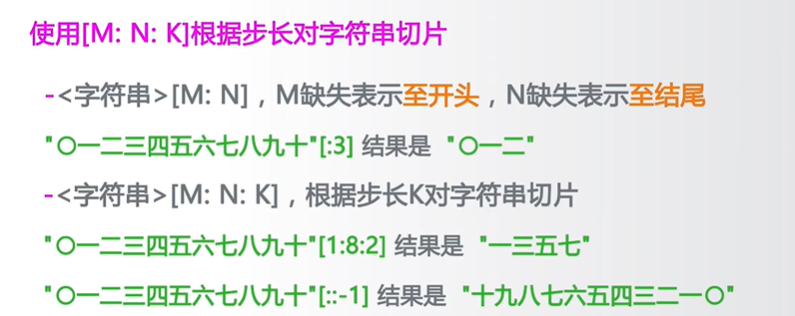 使用[M: N: K]根据步长对字符串切片
-<字符串>[M: N]，M缺失表示至开头，N缺失表示至结尾
"〇一二三四五六七八九十"[:3] 结果是 "〇一二"
-<字符串>[M: N: K]，根据步长K对字符串切片
"〇一二三四五六七八九十"[1:8:2] 结果是 "一三五七"
"〇一二三四五六七八九十"[::-1] 结果是 "十九八七六五四三二一〇"